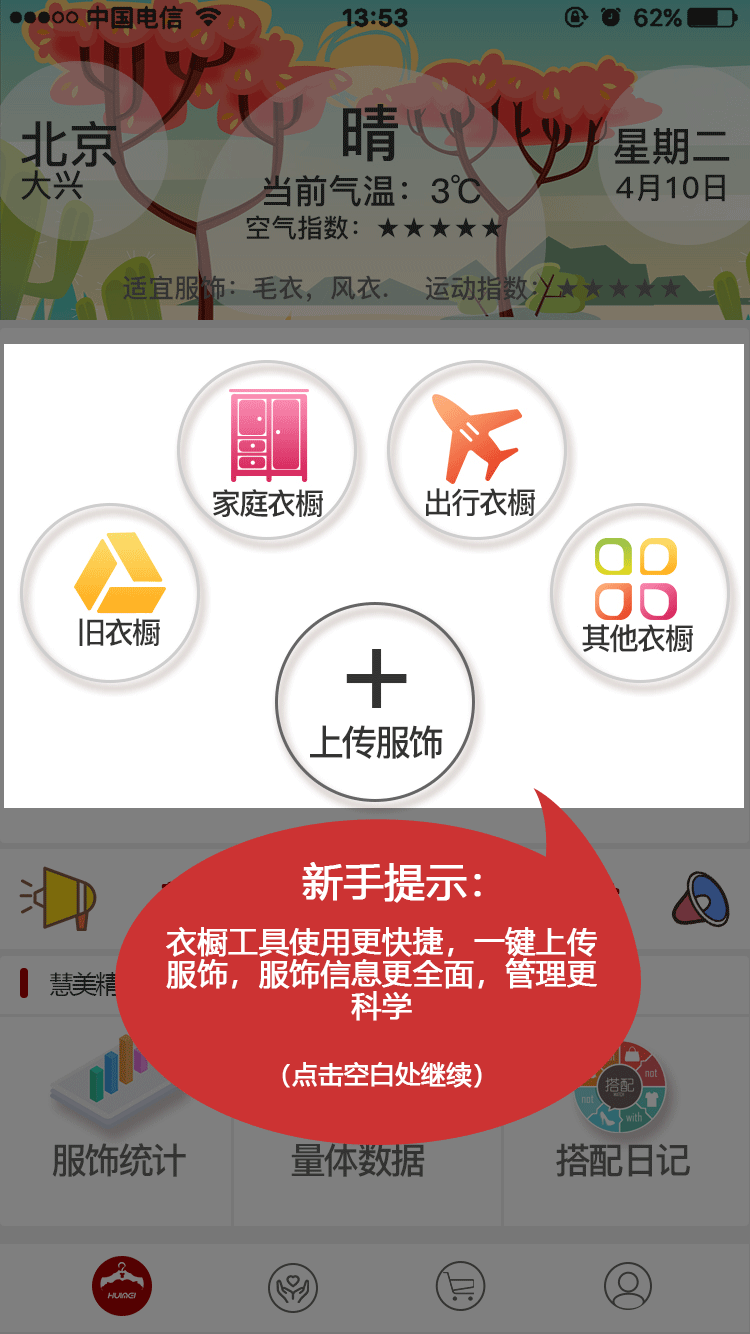 中国电信 13:53 62%
北京
大兴
晴
当前气温：3℃
空气指数：★★★★★
星期二
4月10日
适宜服饰：毛衣，风衣. 运动指数：★★★★★
家庭衣橱
出行衣橱
旧衣橱
其他衣橱
上传服饰
新手提示：
衣橱工具使用更快捷，一键上传
服饰，服饰信息更全面，管理更
科学
（点击空白处继续）
慧美精
搭配
not
not
with
服饰统计
量体数据
搭配日记
HUIMEI